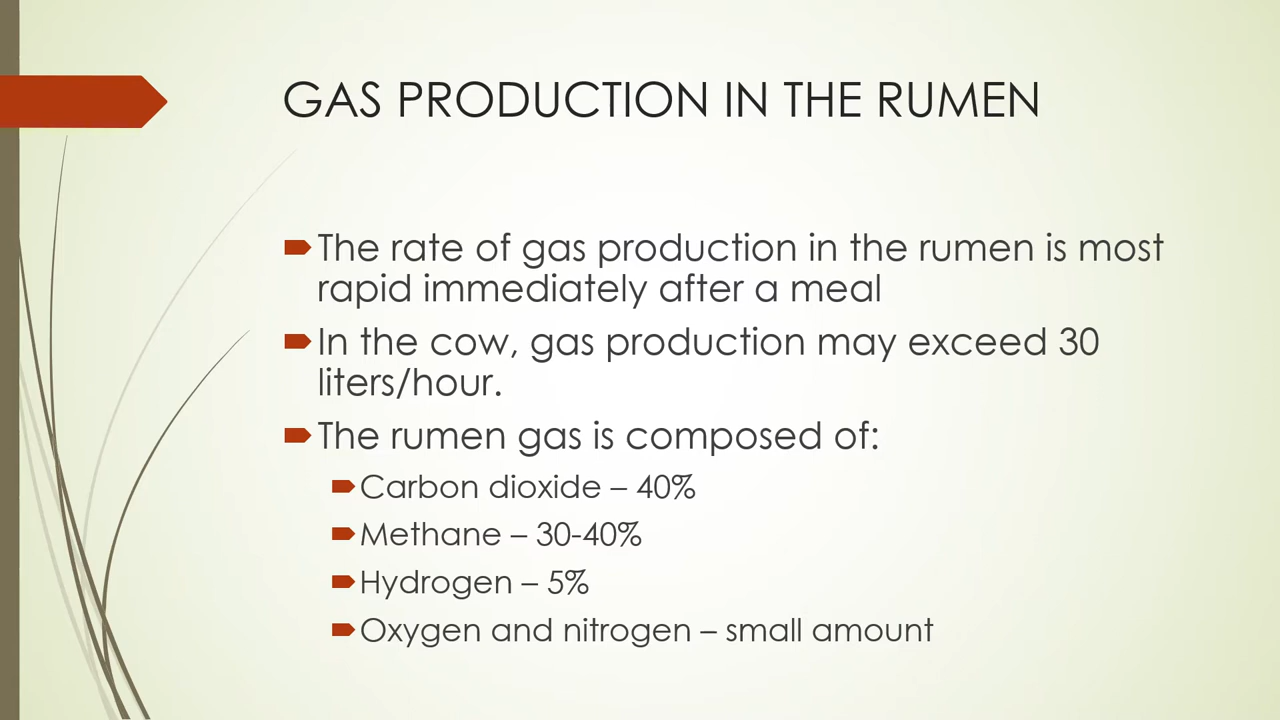 GAS PRODUCTION IN THE RUMEN
The rate of gas production in the rumen is most
rapid immediately after a meal
In the cow, gas production may exceed 30
liters/hour.
The rumen gas is composed of:
Carbon dioxide – 40%
Methane – 30-40%
Hydrogen – 5%
Oxygen and nitrogen – small amount